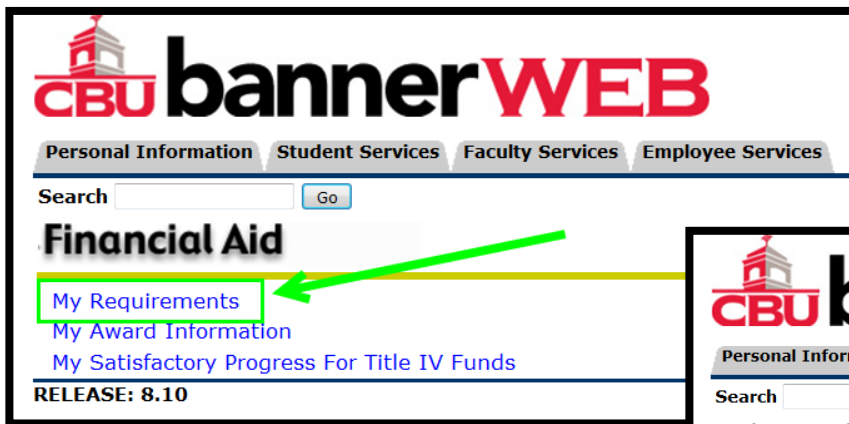 CBU bannerWEB
Personal Information Student Services Faculty Services Employee Services
Search Go
Financial Aid
My Requirements
My Award Information
My Satisfactory Progress For Title IV Funds
RELEASE: 8.10
CBU
Personal Infor
Search